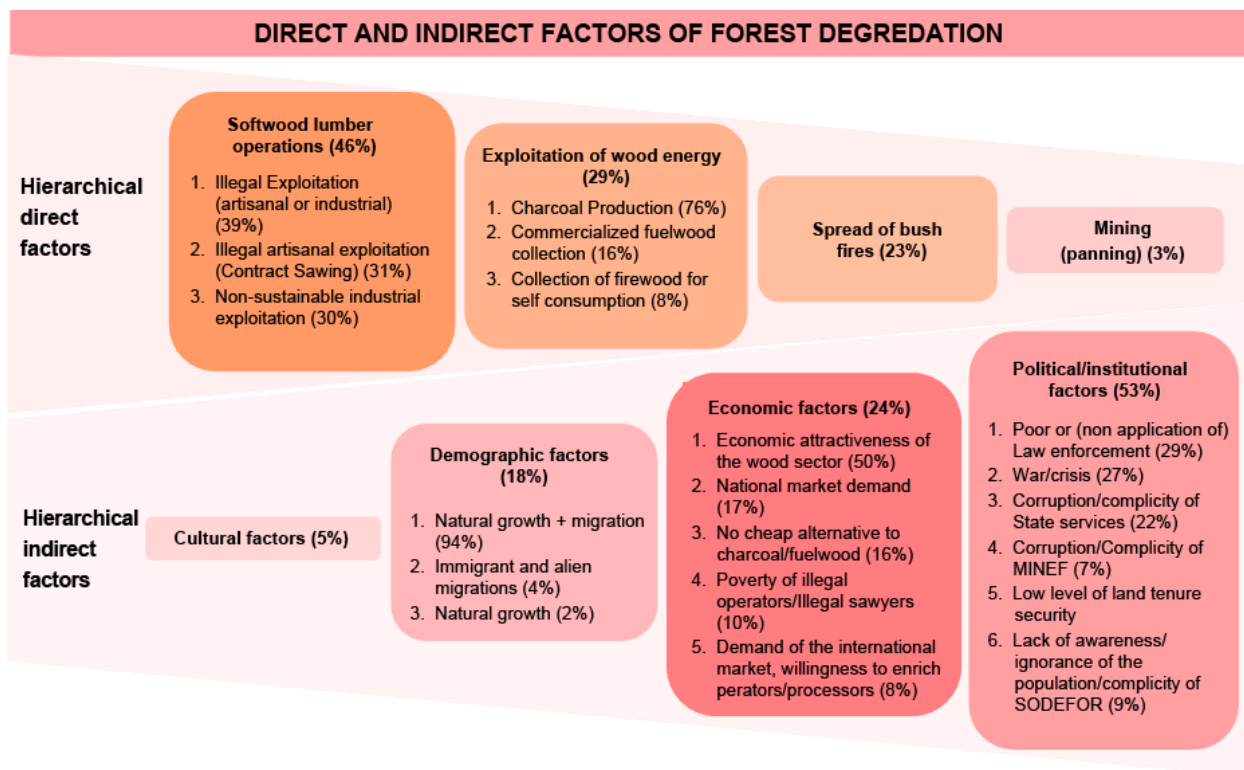 DIRECT AND INDIRECT FACTORS OF FOREST DEGREDATION
Hierarchical
direct
factors
Softwood lumber
operations (46%)
1. Illegal Exploitation
(artisanal or industrial)
(39%)
2. Illegal artisanal exploitation
(Contract Sawing) (31%)
3. Non-sustainable industrial
exploitation (30%)
Exploitation of wood energy
(29%)
1. Charcoal Production (76%)
2. Commercialized fuelwood
collection (16%)
3. Collection of firewood for
self consumption (8%)
Spread of bush
fires (23%)
Mining
(panning) (3%)
Hierarchical
indirect
factors
Cultural factors (5%)
Demographic factors
(18%)
1. Natural growth + migration
(94%)
2. Immigrant and alien
migrations (4%)
3. Natural growth (2%)
Economic factors (24%)
1. Economic attractiveness of
the wood sector (50%)
2. National market demand
(17%)
3. No cheap alternative to
charcoal/fuelwood (16%)
4. Poverty of illegal
operators/Illegal sawyers
(10%)
5. Demand of the international
market, willingness to enrich
perators/processors (8%)
Political/institutional
factors (53%)
1. Poor or (non application of)
Law enforcement (29%)
2. War/crisis (27%)
3. Corruption/complicity of
State services (22%)
4. Corruption/Complicity of
MINEF (7%)
5. Low level of land tenure
security
6. Lack of awareness/
ignorance of the
population/complicity of
SODEFOR (9%)